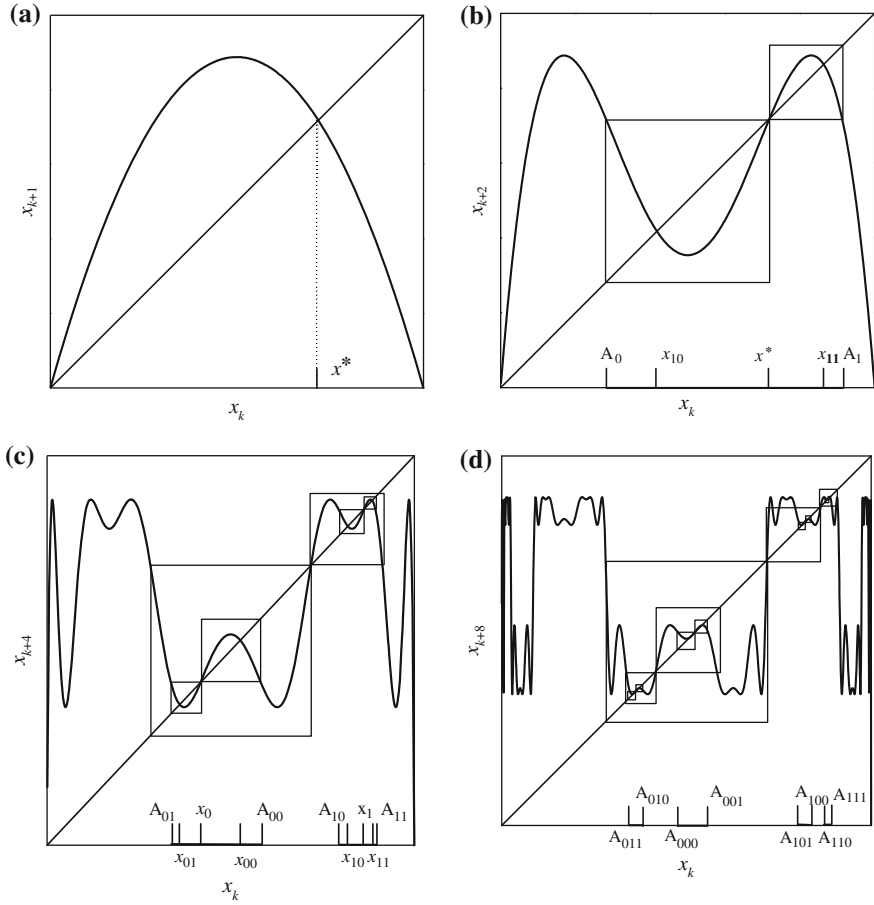 (a)
x_{k+1}
x*
x_k
(b)
x_{k+2}
A_0 x_{10} x* x_{11} A_1
x_k
(c)
x_{k+4}
A_{01} x_0 A_{00} A_{10} x_1 A_{11}
x_{01} x_{00} x_{10} x_{11}
x_k
(d)
x_{k+8}
A_{010} A_{001} A_{100} A_{111}
A_{011} A_{000} A_{101} A_{110}
x_k